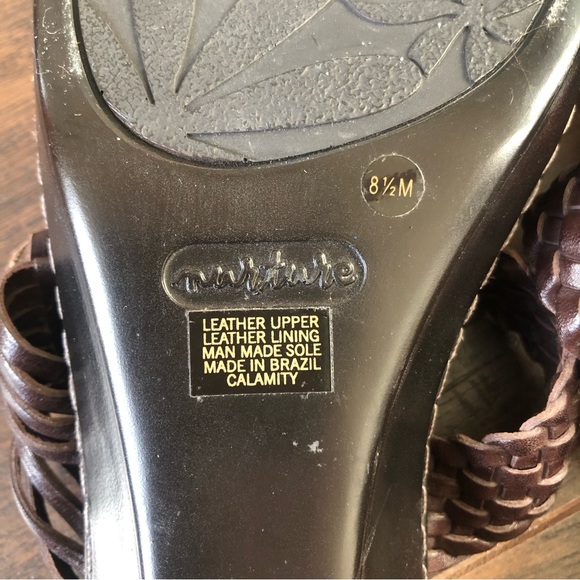 8½M
nurture
LEATHER UPPER
LEATHER LINING
MAN MADE SOLE
MADE IN BRAZIL
CALAMITY